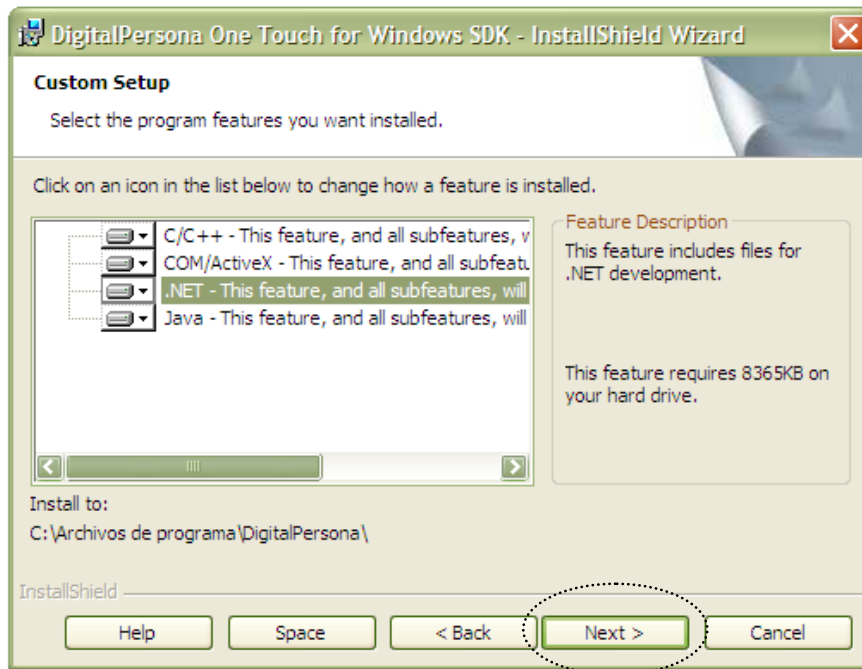 DigitalPersona One Touch for Windows SDK - InstallShield Wizard
Custom Setup
Select the program features you want installed.
Click on an icon in the list below to change how a feature is installed.
C/C++ - This feature, and all subfeatures, w
COM/ActiveX - This feature, and all subfeatu
.NET - This feature, and all subfeatures, will
Java - This feature, and all subfeatures, will
Feature Description
This feature includes files for
.NET development.
This feature requires 8365KB on
your hard drive.
Install to:
C:\Archivos de programa\DigitalPersona\
InstallShield
Help
Space
< Back
Next >
Cancel